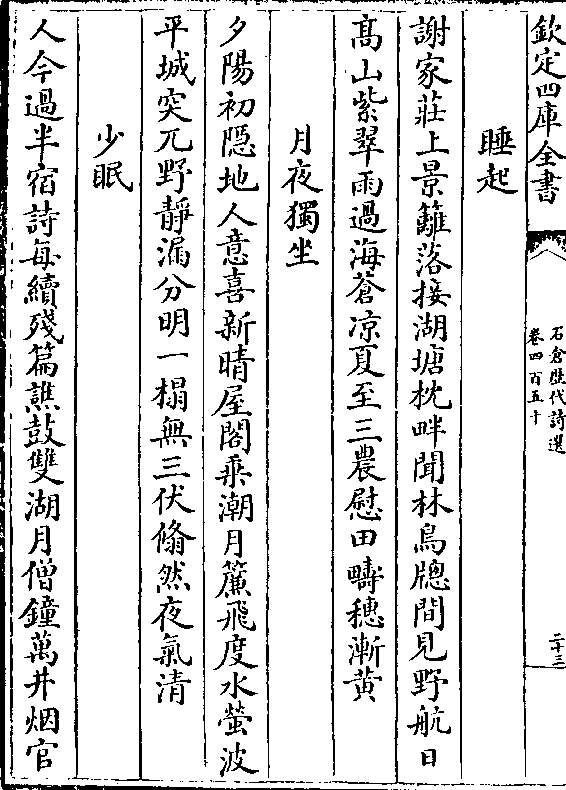 欽定四庫全書
石倉歷代詩選
卷四百五十
二十三
睡起
謝家莊上景籬落接湖塘枕畔聞林鳥牕間見野航日
髙山紫翠雨過海蒼凉夏至三農慰田疇穗漸黄
月夜獨坐
夕陽初隠地人意喜新晴屋閣乗潮月簾飛度水螢波
平城突兀野靜漏分明一榻無三伏翛然夜氣清
少眠
人今過半宿詩每續殘篇譙鼓雙湖月僧鐘萬井烟官